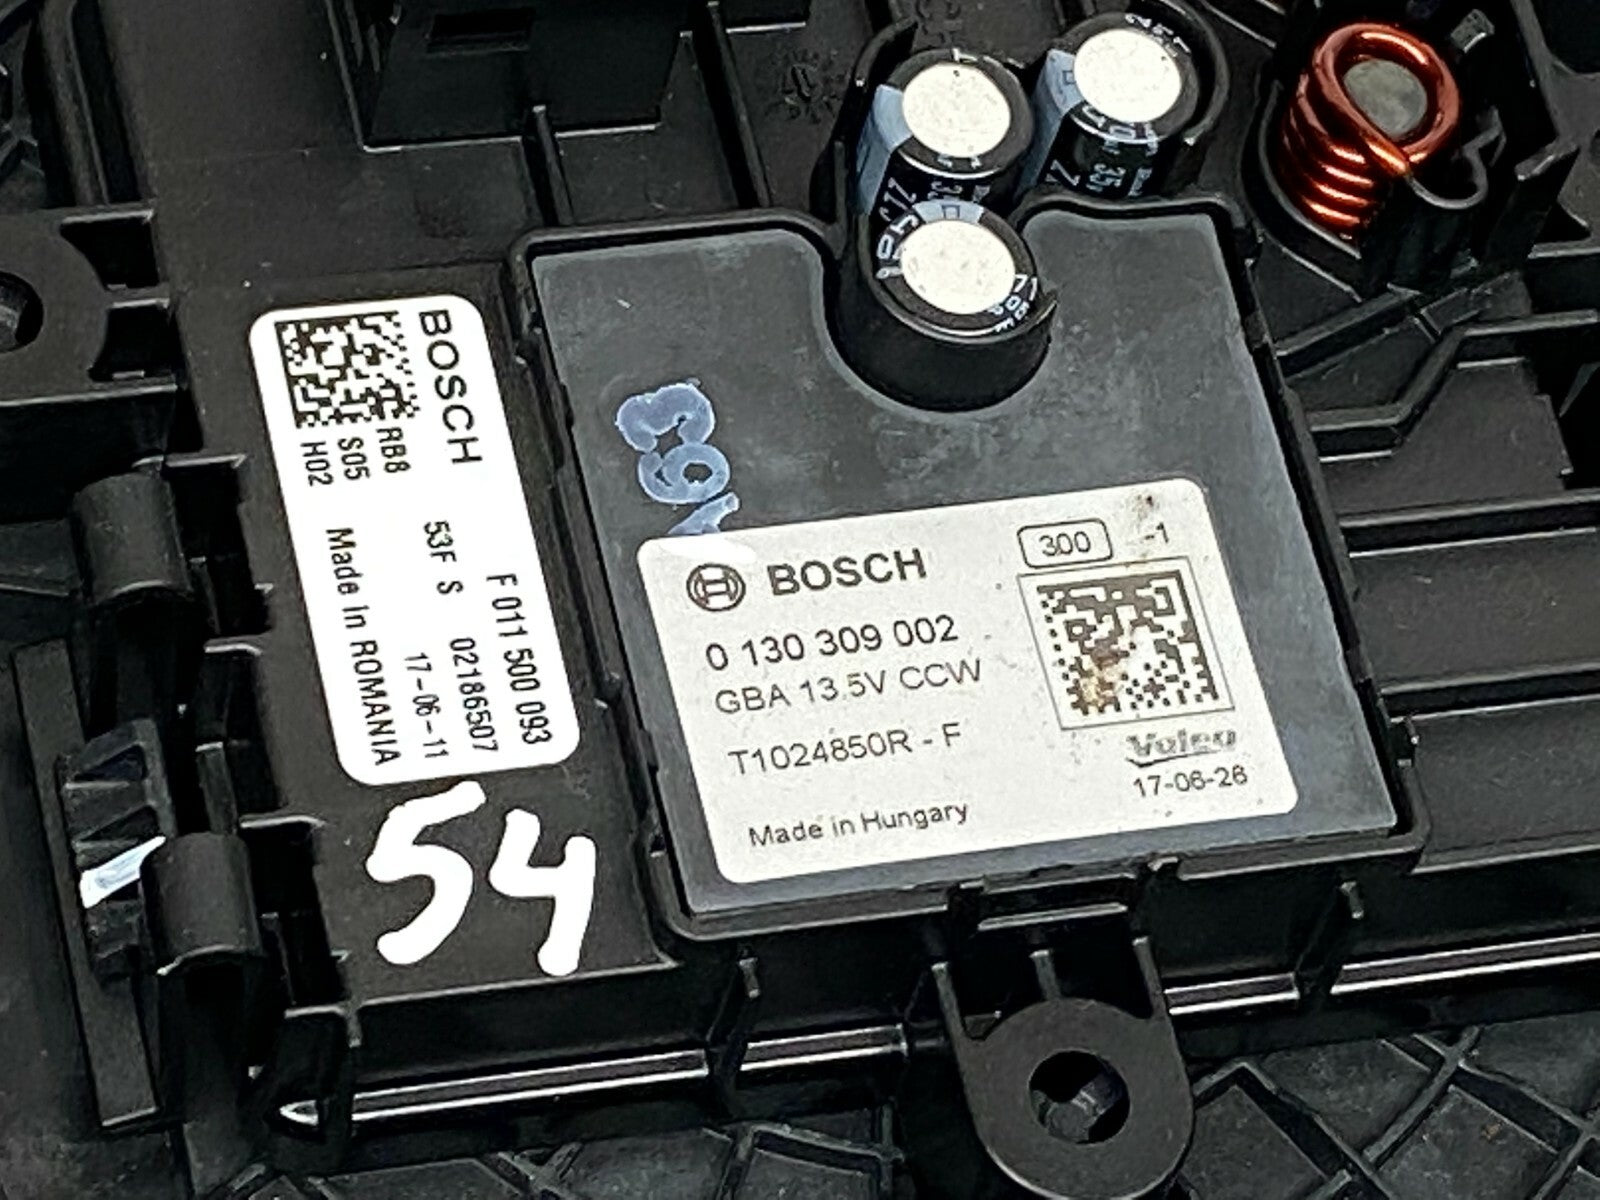 BOSCH
F 011 500 093
RB8 53F S 02186507
S05 17-06-11
H02 Made in ROMANIA
54
BOSCH
300 -1
0 130 309 002
GBA 13.5V CCW
T1024850R - F
Valeo
17-06-26
Made in Hungary